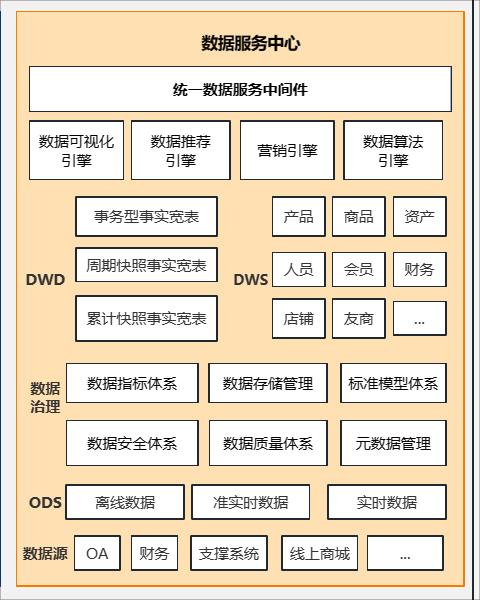 数据服务中心
统一数据服务中间件
数据可视化
引擎
数据推荐
引擎
营销引擎
数据算法
引擎
DWD
事务型事实宽表
周期快照事实宽表
累计快照事实宽表
DWS
产品
商品
资产
人员
会员
财务
店铺
友商
...
数据
治理
数据指标体系
数据存储管理
标准模型体系
数据安全体系
数据质量体系
元数据管理
ODS
离线数据
准实时数据
实时数据
数据源
OA
财务
支撑系统
线上商城
...